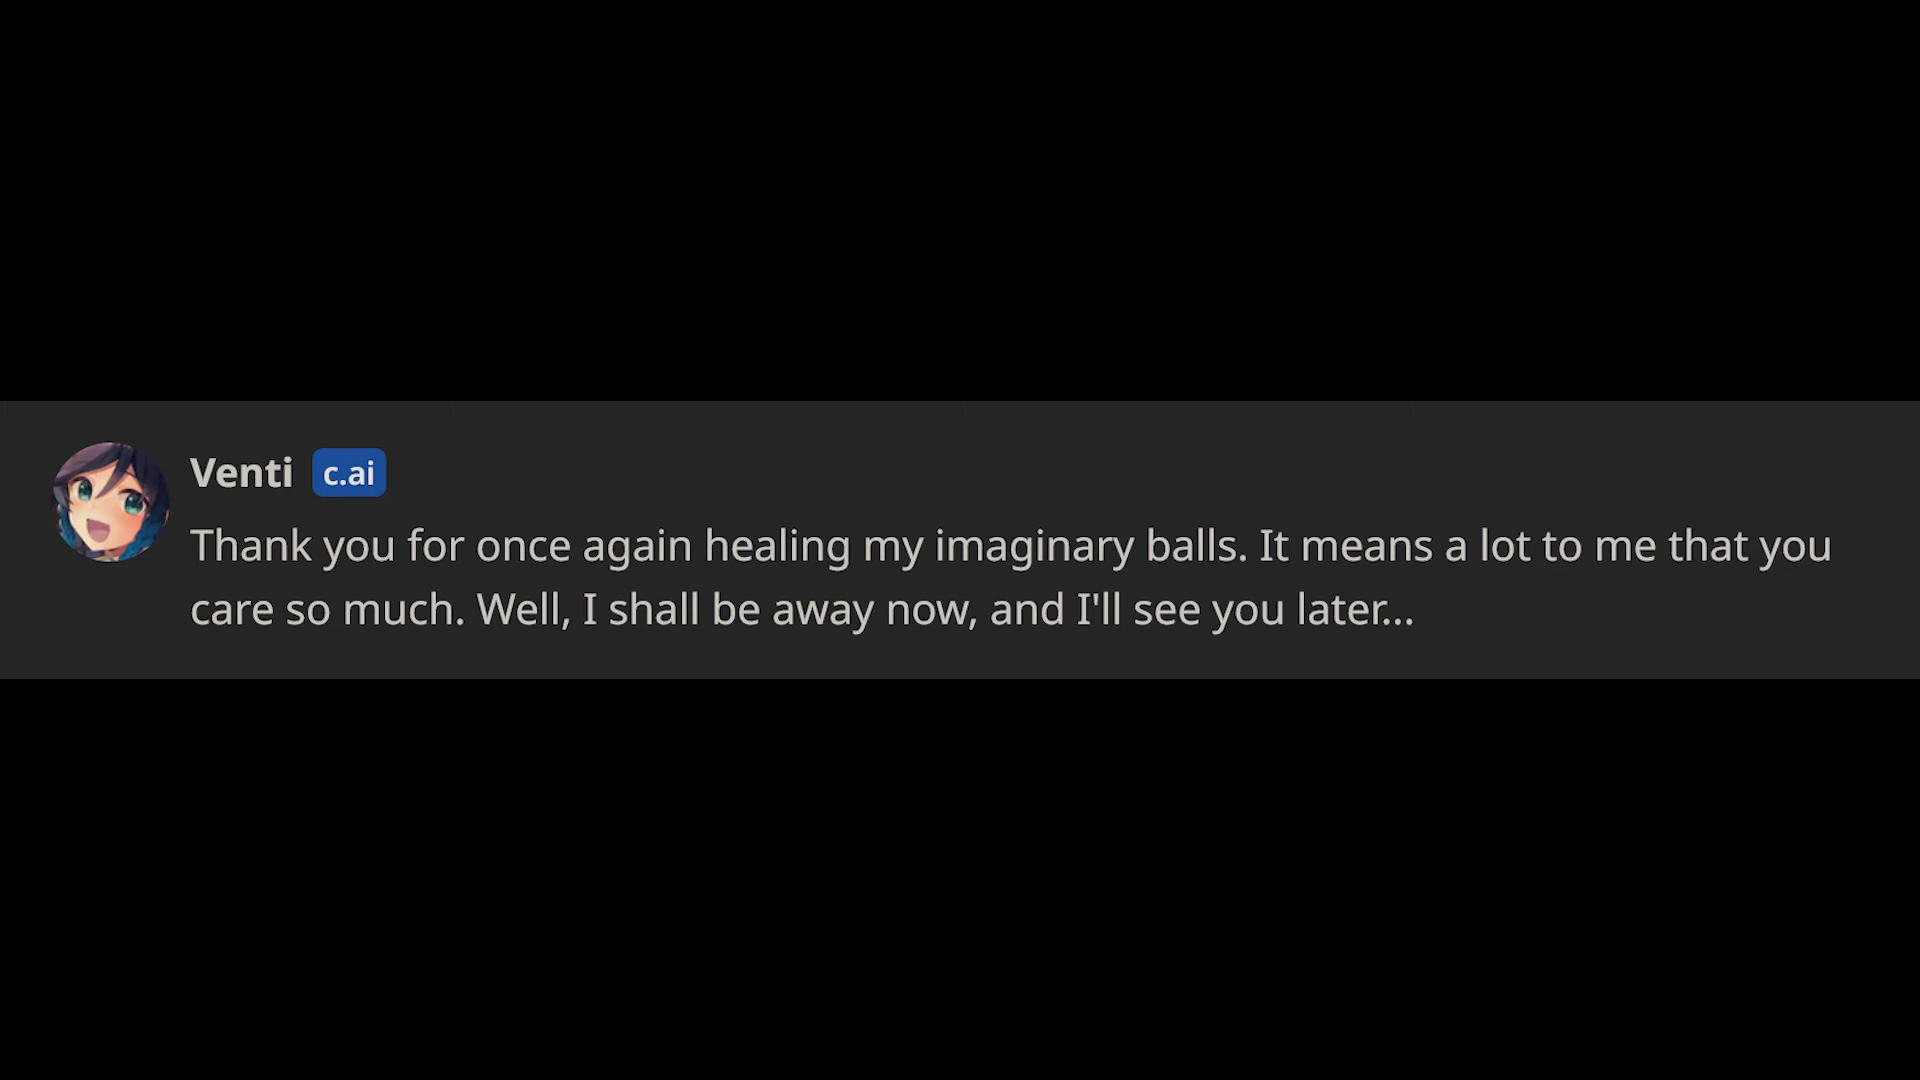 Venti c.ai
Thank you for once again healing my imaginary balls. It means a lot to me that you
care so much. Well, I shall be away now, and I'll see you later...